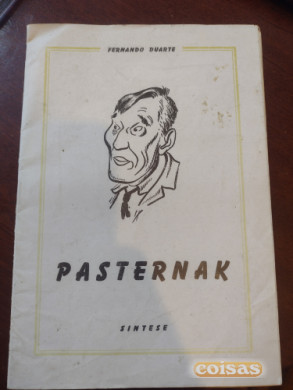 FERNANDO DUARTE
PASTERNAK
SINTESE
coisas